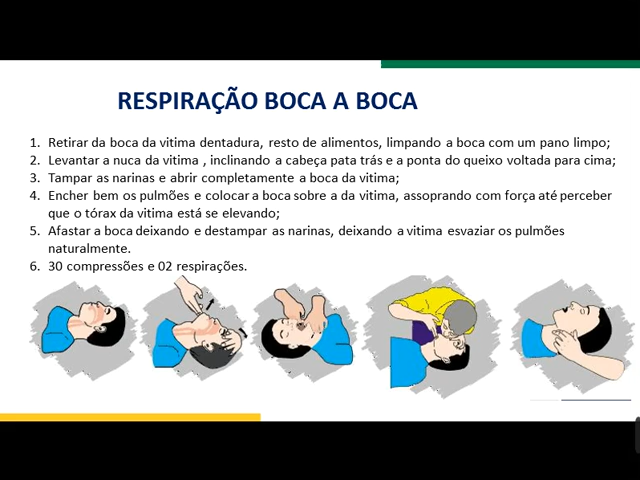 RESPIRAÇÃO BOCA A BOCA
1. Retirar da boca da vitima dentadura, resto de alimentos, limpando a boca com um pano limpo;
2. Levantar a nuca da vitima , inclinando a cabeça pata trás e a ponta do queixo voltada para cima;
3. Tampar as narinas e abrir completamente a boca da vitima;
4. Encher bem os pulmões e colocar a boca sobre a da vitima, assoprando com força até perceber
que o tórax da vitima está se elevando;
5. Afastar a boca deixando e destampar as narinas, deixando a vitima esvaziar os pulmões
naturalmente.
6. 30 compressões e 02 respirações.